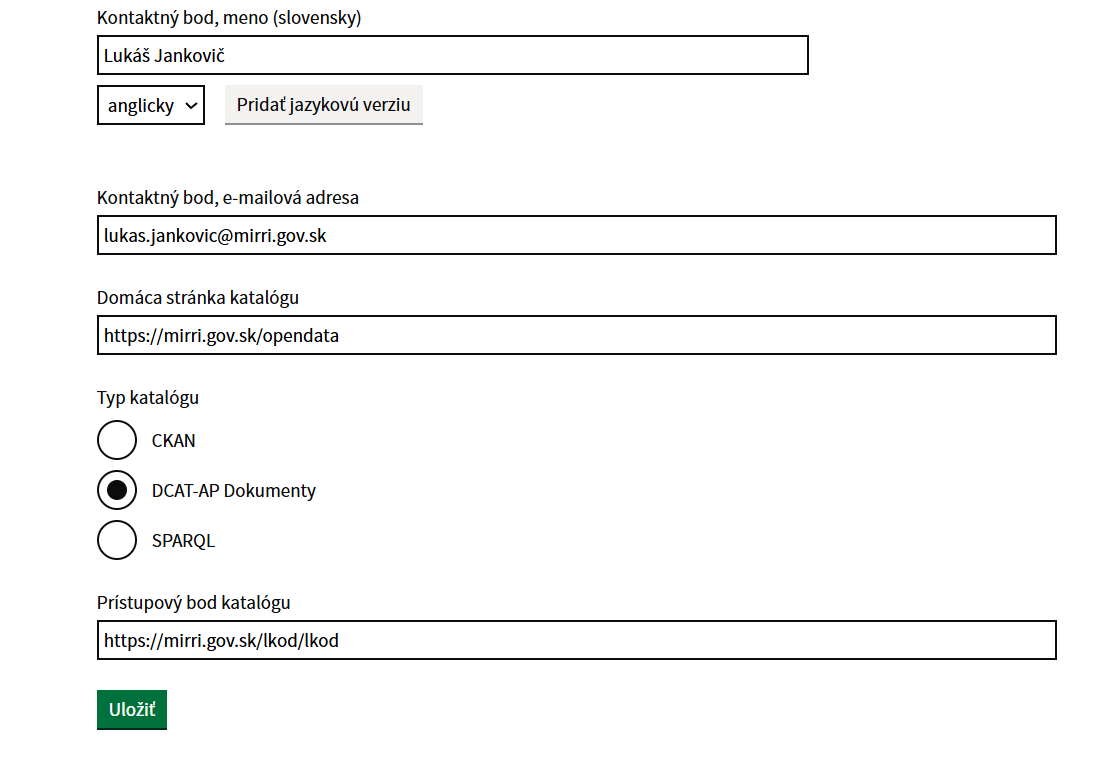 Kontaktný bod, meno (slovensky)
Lukáš Jankovič
anglicky Pridať jazykovú verziu
Kontaktný bod, e-mailová adresa
lukas.jankovic@mirri.gov.sk
Domáca stránka katalógu
https://mirri.gov.sk/opendata
Typ katalógu
CKAN
DCAT-AP Dokumenty
SPARQL
Prístupový bod katalógu
https://mirri.gov.sk/lkod/lkod
Uložiť